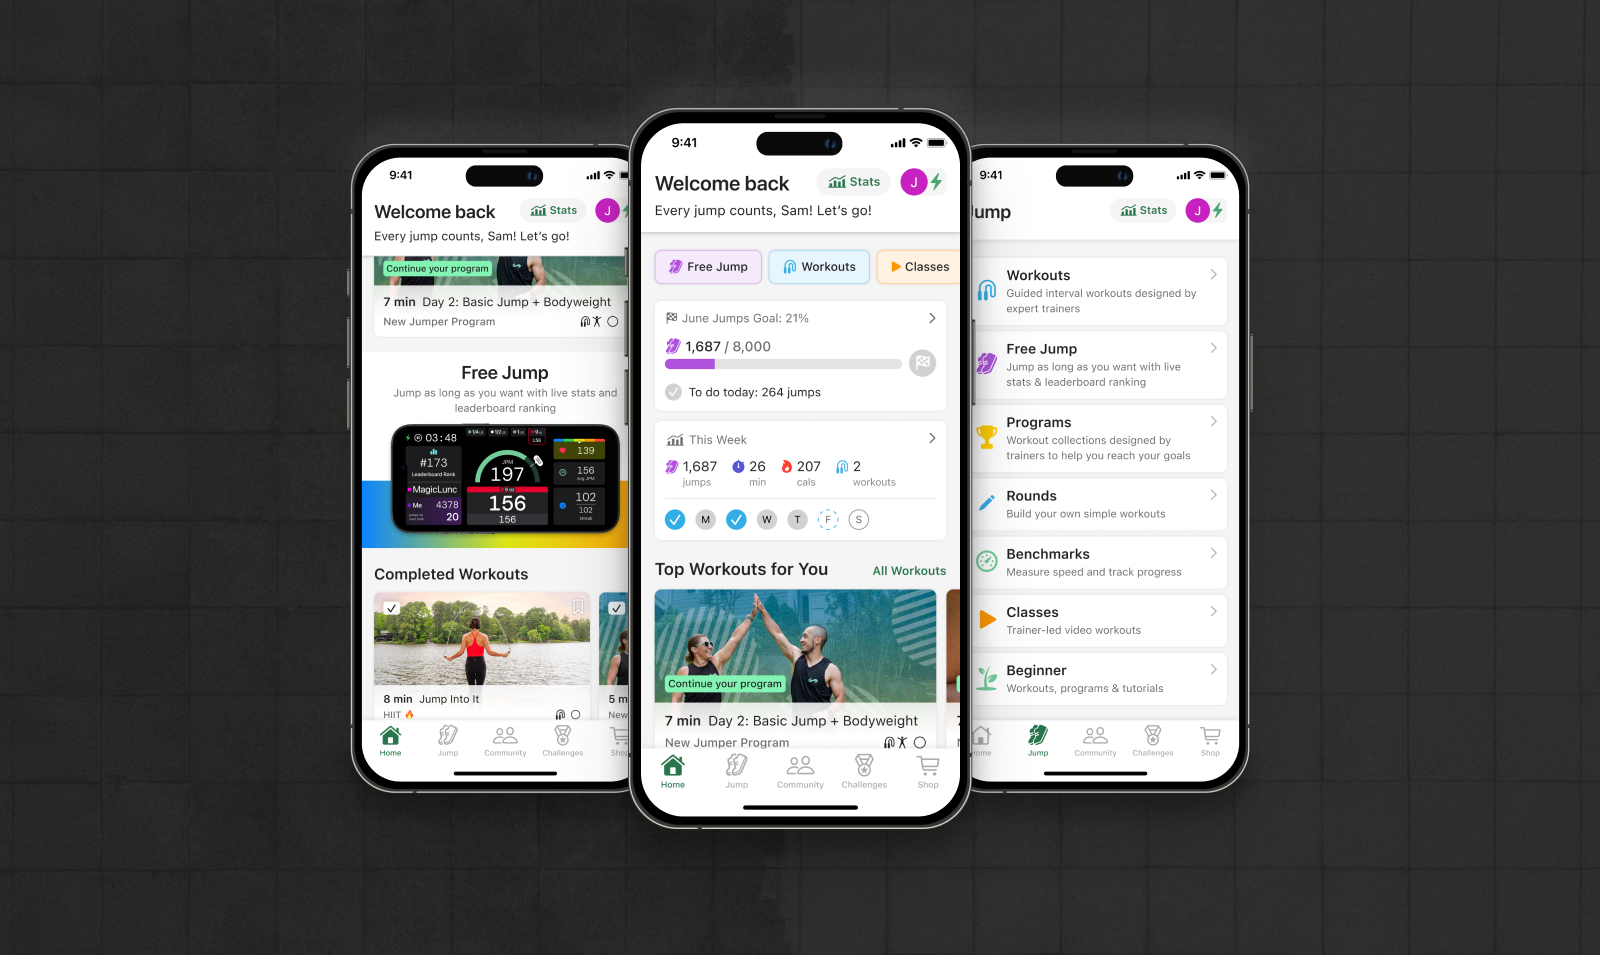 9:41
Welcome back
Stats
J
Every jump counts, Sam! Let's go!
Continue your program
7 min Day 2: Basic Jump + Bodyweight
New Jumper Program
Free Jump
Jump as long as you want with live stats and
leaderboard ranking
03:48
#173
Leaderboard Rank
MagicLunc
Me 4378
20
JPM
197
156
156
156
139
156
avg JPM
102
102
streak
Completed Workouts
8 min Jump Into It
HIIT
5 m
New
Home
Jump
Community
Challenges
Shop
9:41
Welcome back
Stats
J
Every jump counts, Sam! Let's go!
Free Jump
Workouts
Classes
June Jumps Goal: 21%
1,687 / 8,000
To do today: 264 jumps
This Week
1,687 jumps
26 min
207 cals
2 workouts
M W T F S
Top Workouts for You
All Workouts
Continue your program
7 min Day 2: Basic Jump + Bodyweight
New Jumper Program
7
N
Home
Jump
Community
Challenges
Shop
9:41
Jump
Stats
J
Workouts
Guided interval workouts designed by
expert trainers
Free Jump
Jump as long as you want with live
stats & leaderboard ranking
Programs
Workout collections designed by
trainers to help you reach your goals
Rounds
Build your own simple workouts
Benchmarks
Measure speed and track progress
Classes
Trainer-led video workouts
Beginner
Workouts, programs & tutorials
Home
Jump
Community
Challenges
Shop